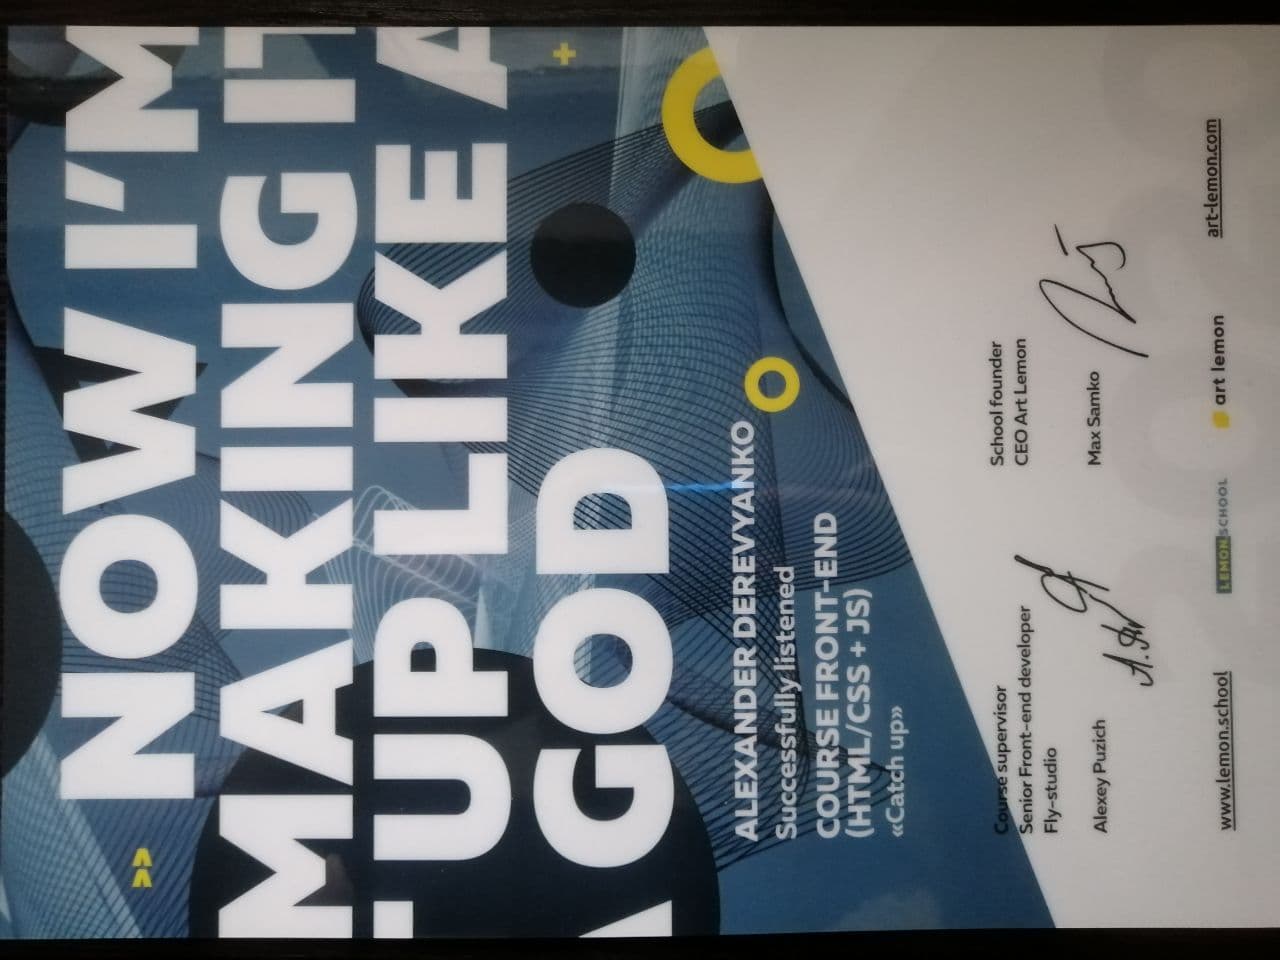 NOW I'M
MAKING IT
T UP LIKE A
A GOD
ALEXANDER DEREVYANKO
Successfully listened
COURSE FRONT-END
(HTML/CSS + JS)
«Catch up»
Course supervisor
Senior Front-end developer
Fly-studio
Alexey Puzich
School founder
CEO Art Lemon
Max Samko
2020
www.lemon.school
LEMON.SCHOOL
art lemon
art-lemon.com